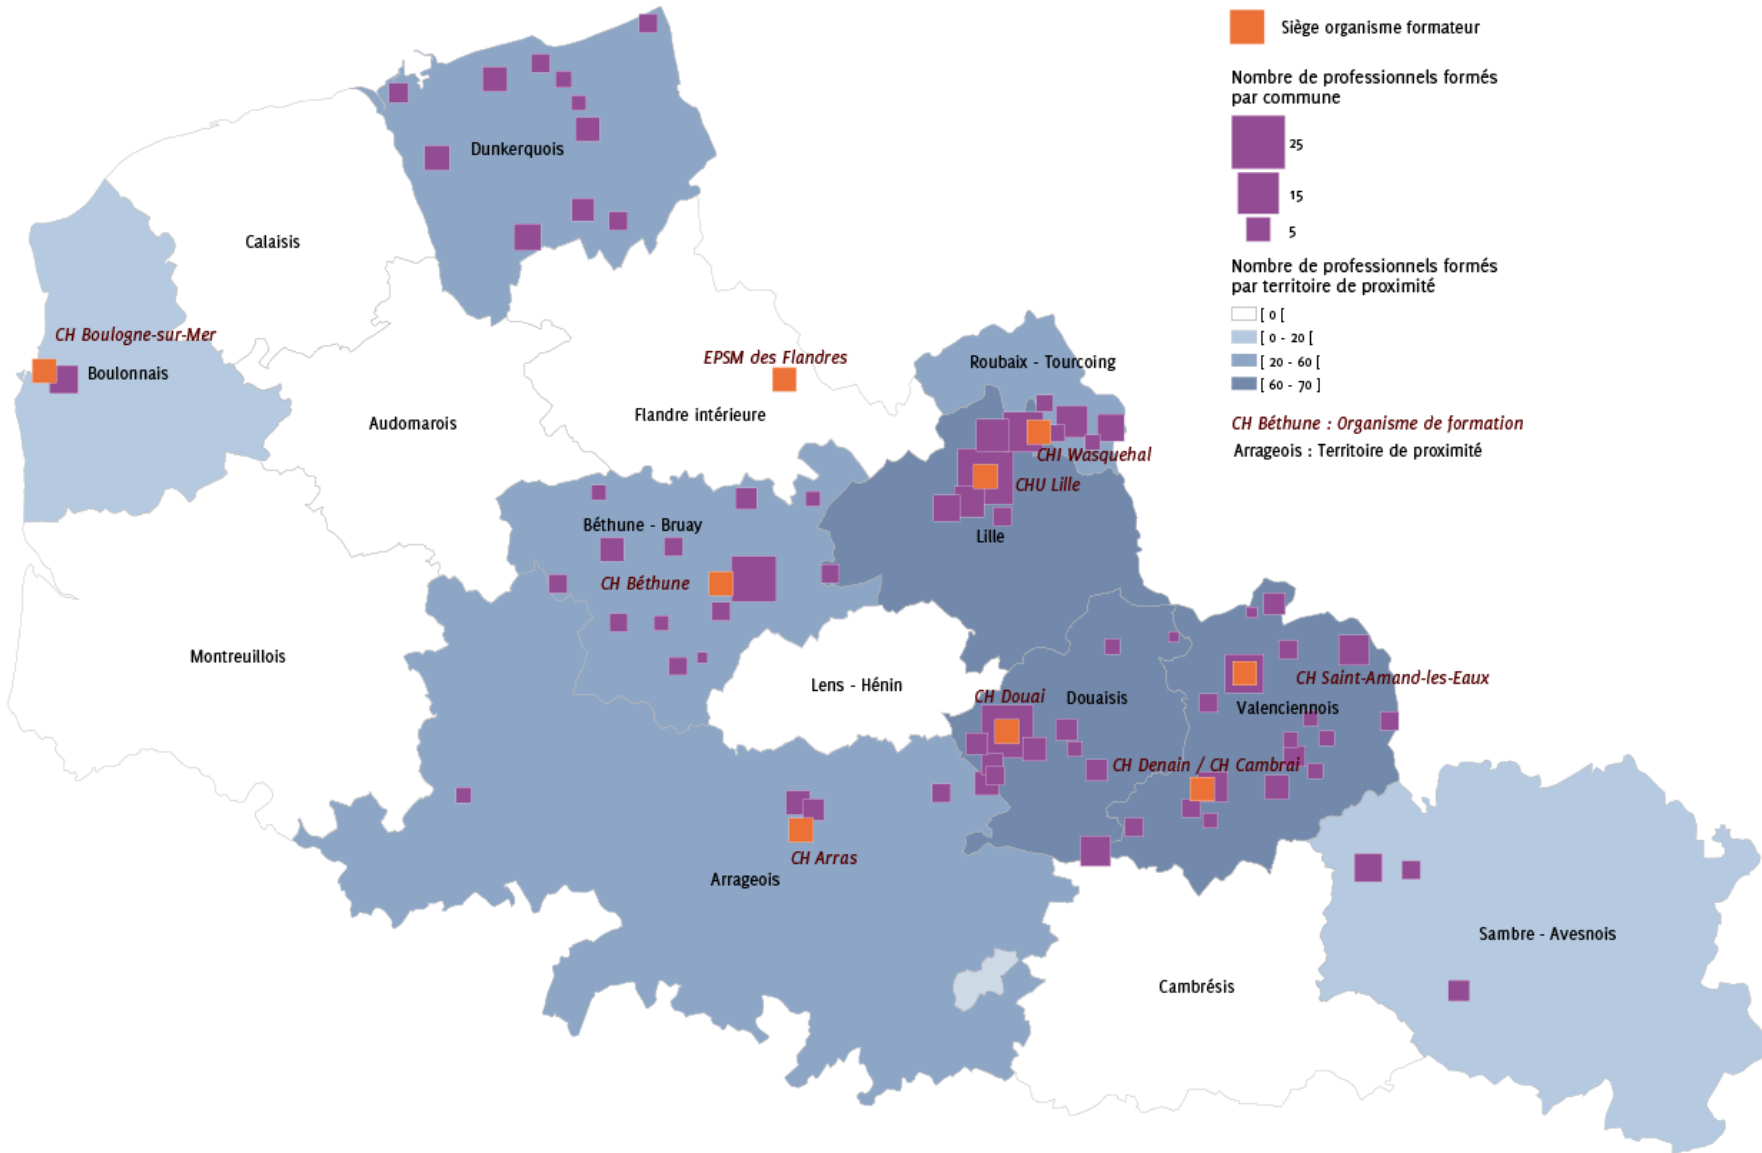 Siège organisme formateur
Nombre de professionnels formés
par commune
25
15
5
Nombre de professionnels formés
par territoire de proximité
[ 0 [
[ 0 - 20 [
[ 20 - 60 [
[ 60 - 70 ]
CH Béthune : Organisme de formation
Arrageois : Territoire de proximité
Dunkerquois
Calaisis
CH Boulogne-sur-Mer
Boulonnais
EPSM des Flandres
Flandre intérieure
Audomarois
Roubaix - Tourcoing
CHI Wasquehal
CHU Lille
Lille
Béthune - Bruay
CH Béthune
Montreuillois
Lens - Hénin
CH Douai
Douaisis
CH Saint-Amand-les-Eaux
Valenciennois
CH Denain / CH Cambrai
CH Arras
Arrageois
Sambre - Avesnois
Cambrésis